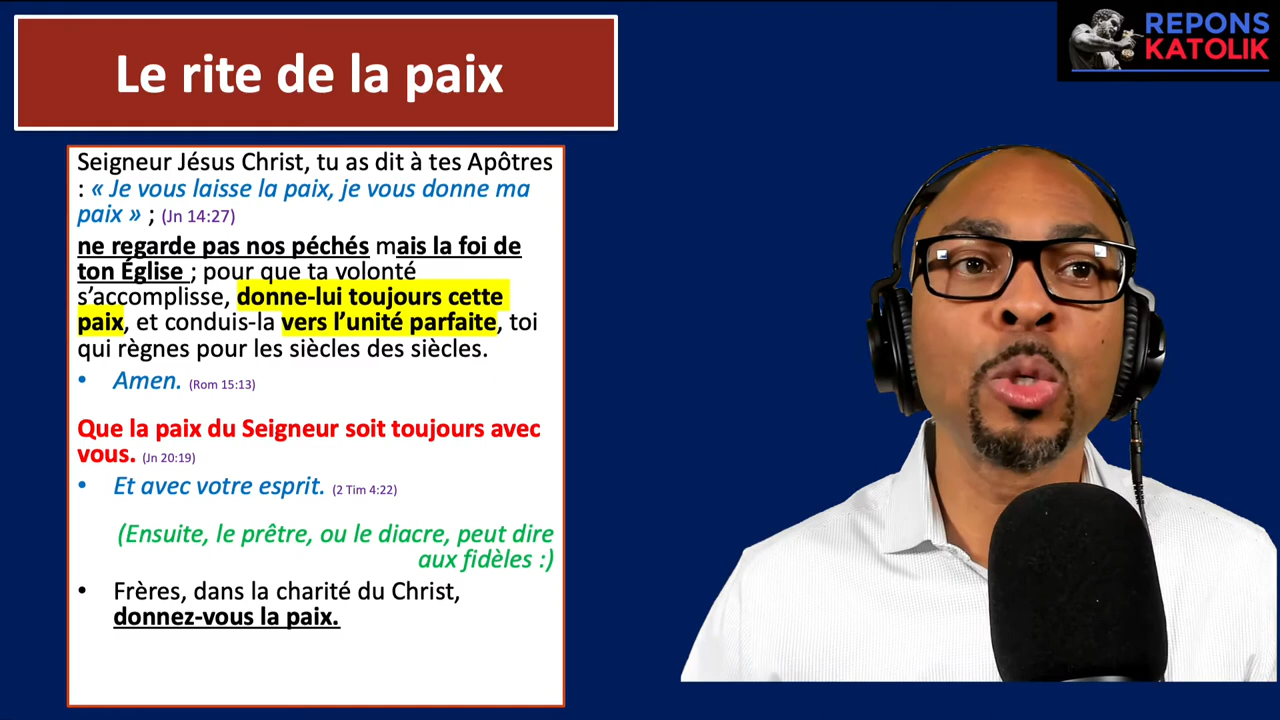 Le rite de la paix
REPONS
KATOLIK
Seigneur Jésus Christ, tu as dit à tes Apôtres
: « Je vous laisse la paix, je vous donne ma
paix » ; (Jn 14:27)
ne regarde pas nos péchés mais la foi de
ton Église ; pour que ta volonté
s’accomplisse, donne-lui toujours cette
paix, et conduis-la vers l’unité parfaite, toi
qui règnes pour les siècles des siècles.
• Amen. (Rom 15:13)
Que la paix du Seigneur soit toujours avec
vous. (Jn 20:19)
• Et avec votre esprit. (2 Tim 4:22)
(Ensuite, le prêtre, ou le diacre, peut dire
aux fidèles :)
• Frères, dans la charité du Christ,
donnez-vous la paix.